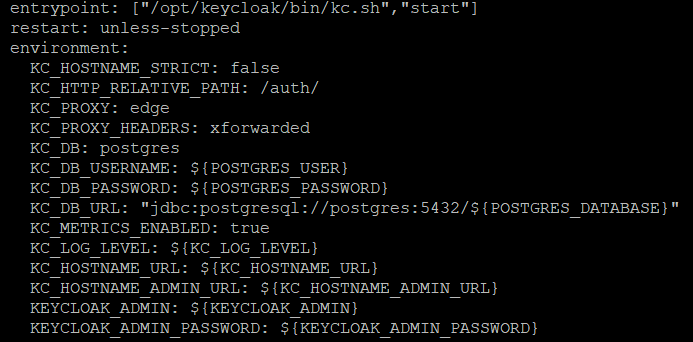 entrypoint: ["/opt/keycloak/bin/kc.sh","start"]
restart: unless-stopped
environment:
KC_HOSTNAME_STRICT: false
KC_HTTP_RELATIVE_PATH: /auth/
KC_PROXY: edge
KC_PROXY_HEADERS: xforwarded
KC_DB: postgres
KC_DB_USERNAME: ${POSTGRES_USER}
KC_DB_PASSWORD: ${POSTGRES_PASSWORD}
KC_DB_URL: "jdbc:postgresql://postgres:5432/${POSTGRES_DATABASE}"
KC_METRICS_ENABLED: true
KC_LOG_LEVEL: ${KC_LOG_LEVEL}
KC_HOSTNAME_URL: ${KC_HOSTNAME_URL}
KC_HOSTNAME_ADMIN_URL: ${KC_HOSTNAME_ADMIN_URL}
KEYCLOAK_ADMIN: ${KEYCLOAK_ADMIN}
KEYCLOAK_ADMIN_PASSWORD: ${KEYCLOAK_ADMIN_PASSWORD}